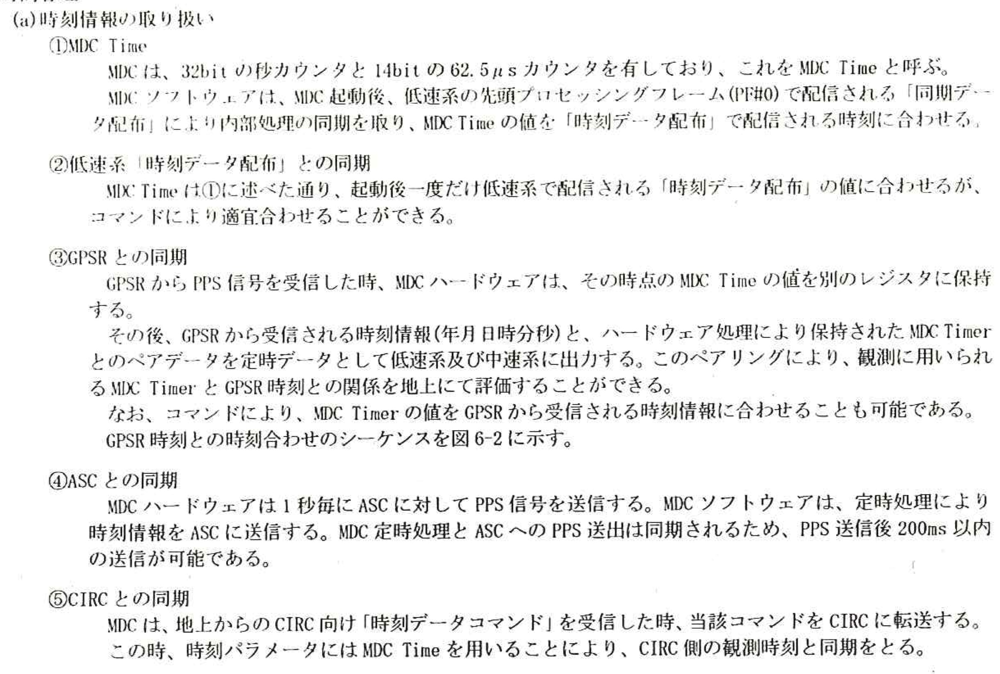 (a)時刻情報の取り扱い
①MDC Time
MDC は、32bit の秒カウンタと 14bit の 62.5μs カウンタを有しており、これを MDC Time と呼ぶ。
MDC ソフトウェアは、MDC 起動後、低速系の先頭プロセッシングフレーム(PF#0)で配信される「同期デー
タ配布」により内部処理の同期を取り、MDC Time の値を「時刻データ配布」で配信される時刻に合わせる。
②低速系「時刻データ配布」との同期
MDC Time は①に述べた通り、起動後一度だけ低速系で配信される「時刻データ配布」の値に合わせるが、
コマンドにより適宜合わせることができる。
③GPSR との同期
GPSR から PPS 信号を受信した時、MDC ハードウェアは、その時点の MDC Time の値を別のレジスタに保持
する。
その後、GPSR から受信される時刻情報(年月日時分秒)と、ハードウェア処理により保持された MDC Timer
とのペアデータを定時データとして低速系及び中速系に出力する。このペアリングにより、観測に用いられ
る MDC Timer と GPSR 時刻との関係を地上にて評価することができる。
なお、コマンドにより、MDC Timer の値を GPSR から受信される時刻情報に合わせることも可能である。
GPSR 時刻との時刻合わせのシーケンスを図 6-2 に示す。
④ASC との同期
MDC ハードウェアは 1 秒毎に ASC に対して PPS 信号を送信する。MDC ソフトウェアは、定時処理により
時刻情報を ASC に送信する。MDC 定時処理と ASC への PPS 送出は同期されるため、PPS 送信後 200ms 以内
の送信が可能である。
⑤CIRC との同期
MDC は、地上からの CIRC 向け「時刻データコマンド」を受信した時、当該コマンドを CIRC に転送する。
この時、時刻パラメータには MDC Time を用いることにより、CIRC 側の観測時刻と同期をとる。